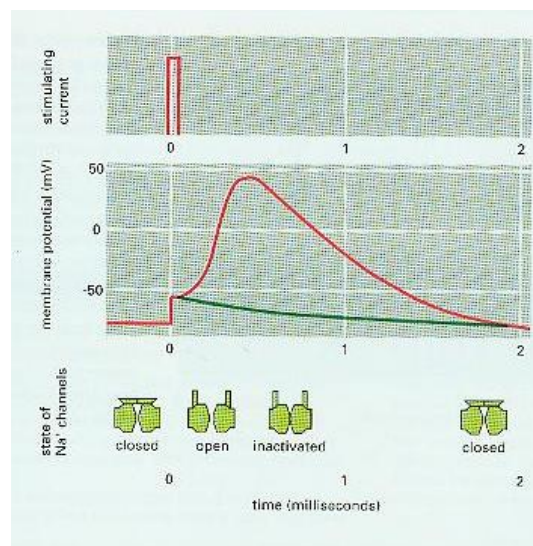 stimulating
current
0 1 2
membrane potential (mV)
50
0
-50
0 1 2
state of
Na+ channels
closed open inactivated closed
0 1 2
time (milliseconds)